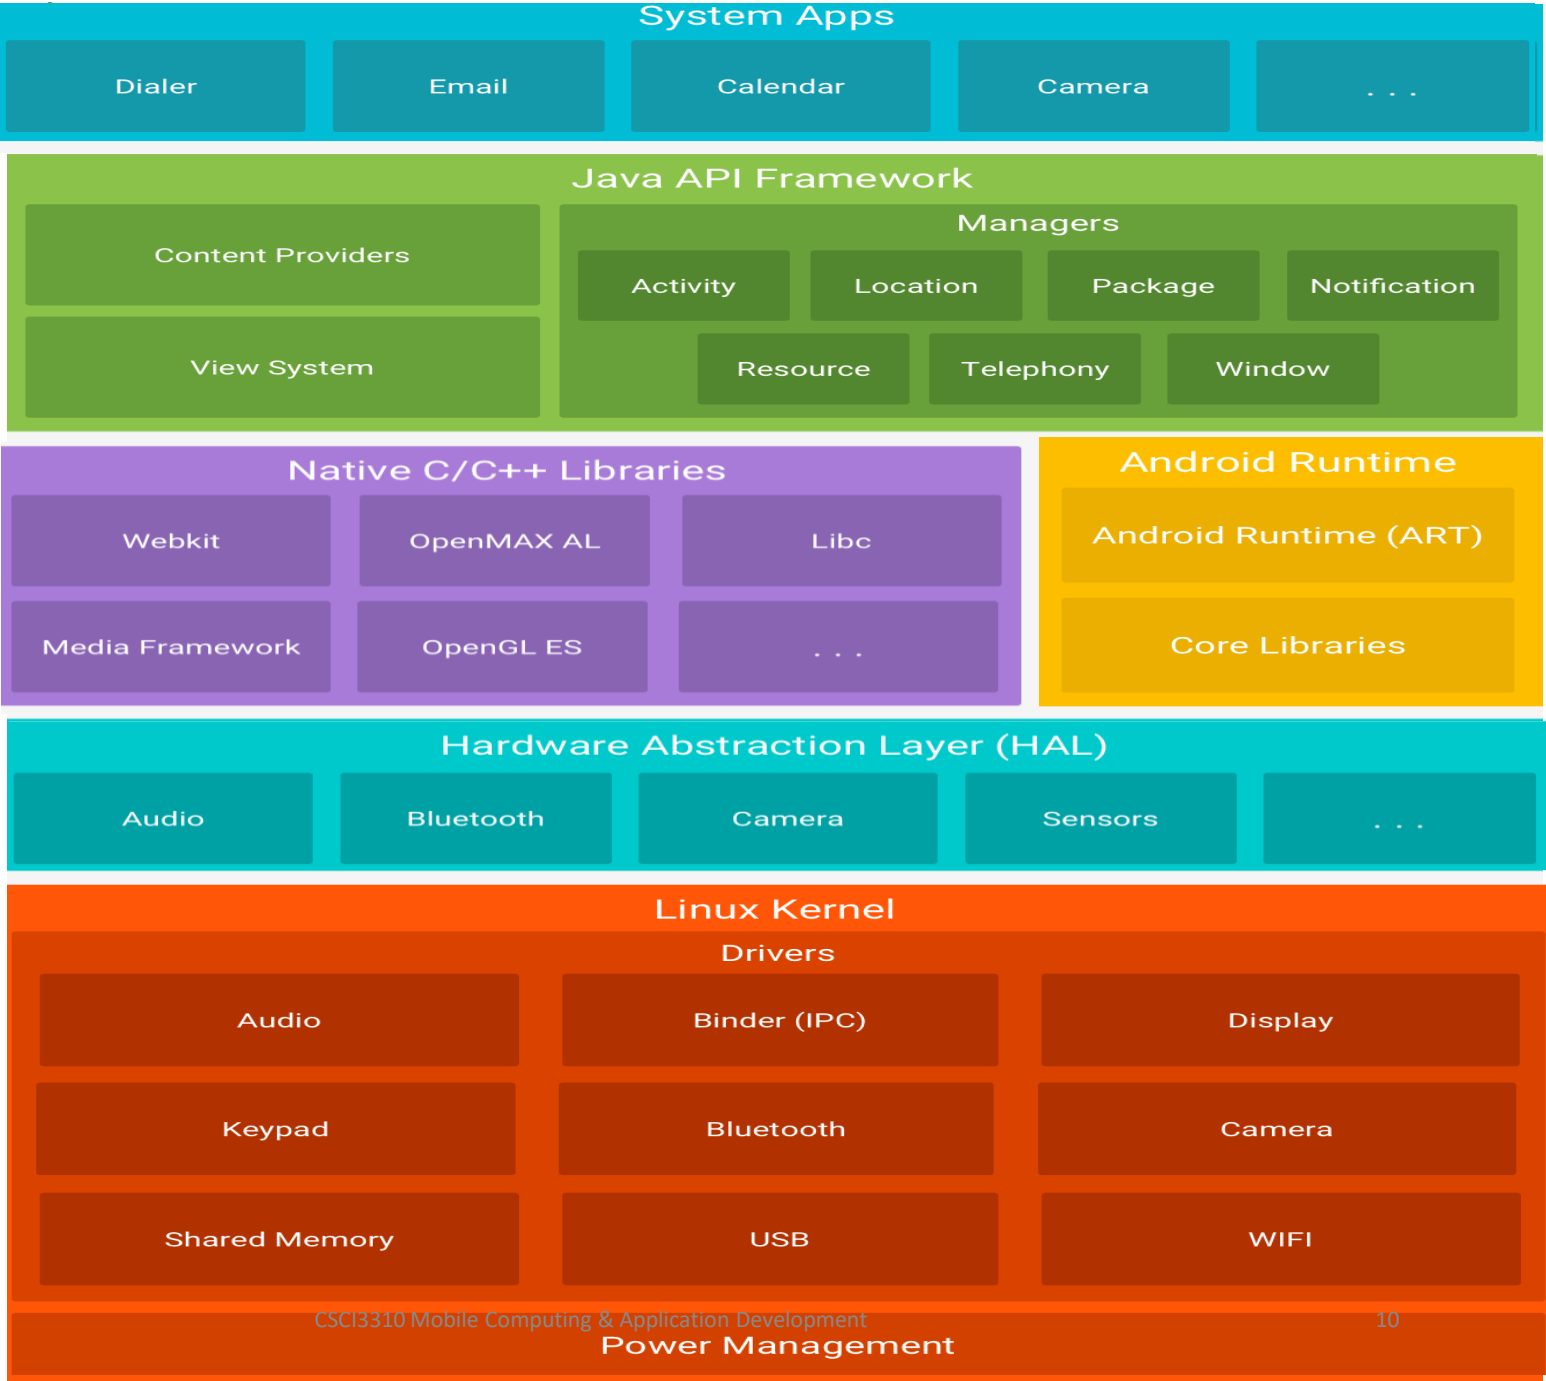 System Apps
Dialer Email Calendar Camera . . .
Java API Framework
Content Providers
View System
Managers
Activity Location Package Notification
Resource Telephony Window
Native C/C++ Libraries
Webkit OpenMAX AL Libc
Media Framework OpenGL ES . . .
Android Runtime
Android Runtime (ART)
Core Libraries
Hardware Abstraction Layer (HAL)
Audio Bluetooth Camera Sensors . . .
Linux Kernel
Drivers
Audio Binder (IPC) Display
Keypad Bluetooth Camera
Shared Memory USB WIFI
CSCI3310 Mobile Computing & Application Development 10
Power Management